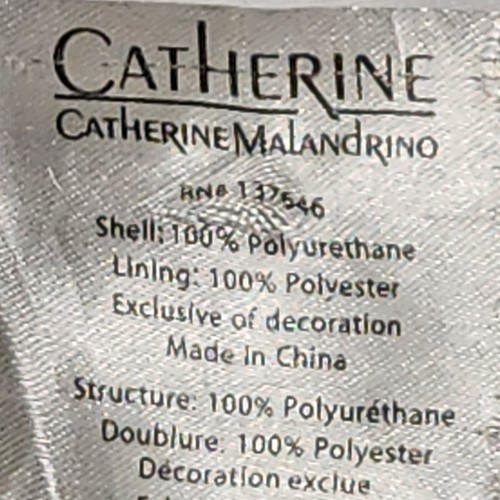 CATHERINE
CATHERINE MALANDRINO
RN# 137546
Shell: 100% Polyurethane
Lining: 100% Polyester
Exclusive of decoration
Made in China
Structure: 100% Polyuréthane
Doublure: 100% Polyester
Décoration exclue